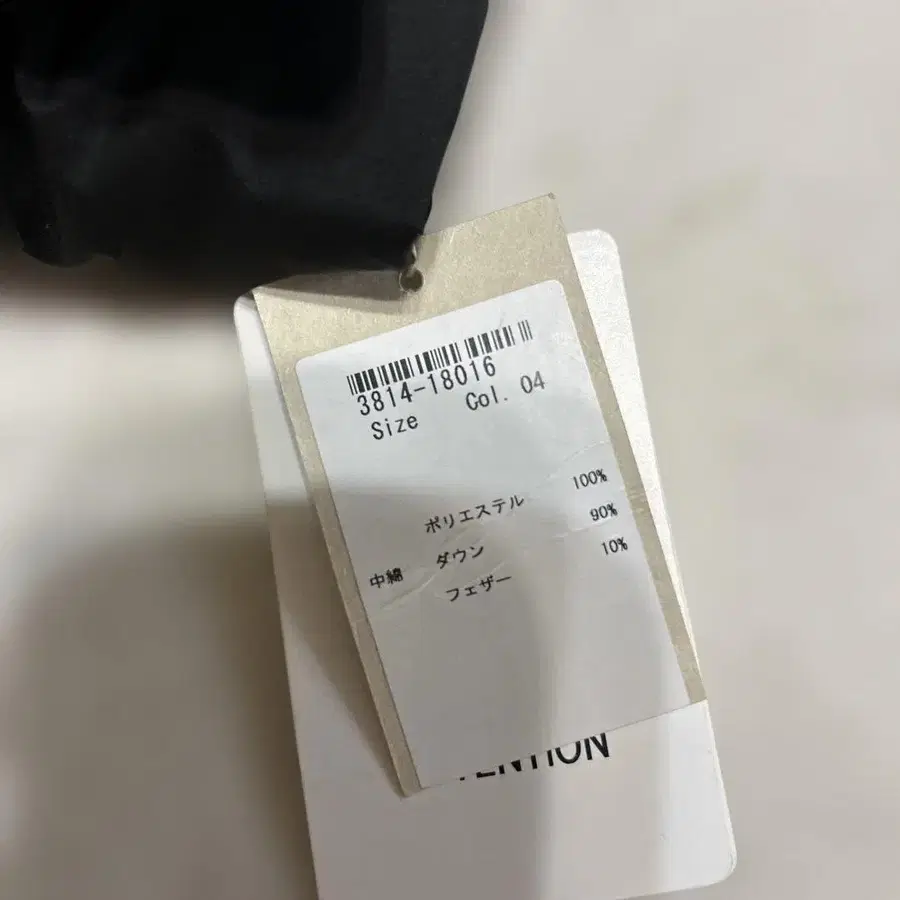 3814-18016
Size Col. 04
ポリエステル 100%
中綿 ダウン 90%
フェザー 10%